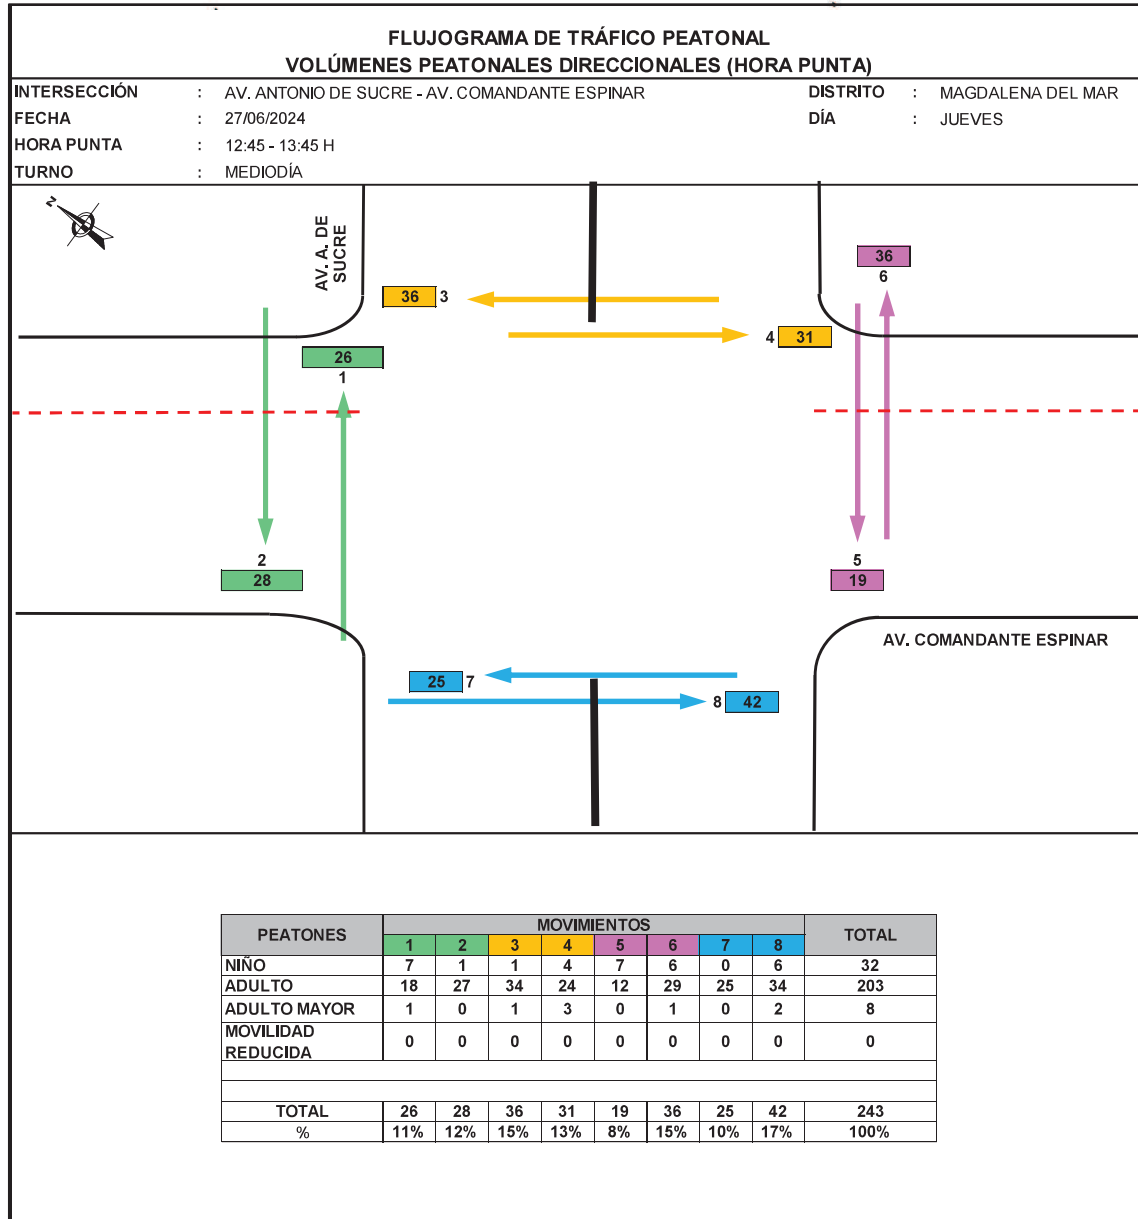 FLUJOGRAMA DE TRÁFICO PEATONAL
VOLÚMENES PEATONALES DIRECCIONALES (HORA PUNTA)
INTERSECCIÓN : AV. ANTONIO DE SUCRE - AV. COMANDANTE ESPINAR DISTRITO : MAGDALENA DEL MAR
FECHA : 27/06/2024 DÍA : JUEVES
HORA PUNTA : 12:45 - 13:45 H
TURNO : MEDIODÍA
N
AV. A. DE
SUCRE
36
6
36 3
4 31
26
1
2
28
5
19
AV. COMANDANTE ESPINAR
25 7
8 42
PEATONES MOVIMIENTOS TOTAL
1 2 3 4 5 6 7 8
NIÑO 7 1 1 4 7 6 0 6 32
ADULTO 18 27 34 24 12 29 25 34 203
ADULTO MAYOR 1 0 1 3 0 1 0 2 8
MOVILIDAD
REDUCIDA 0 0 0 0 0 0 0 0 0
TOTAL 26 28 36 31 19 36 25 42 243
% 11% 12% 15% 13% 8% 15% 10% 17% 100%